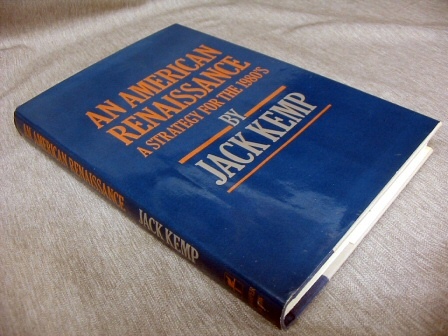 AN AMERICAN
RENAISSANCE
A STRATEGY FOR THE 1980'S
BY
JACK KEMP
AN AMERICAN RENAISSANCE
JACK KEMP